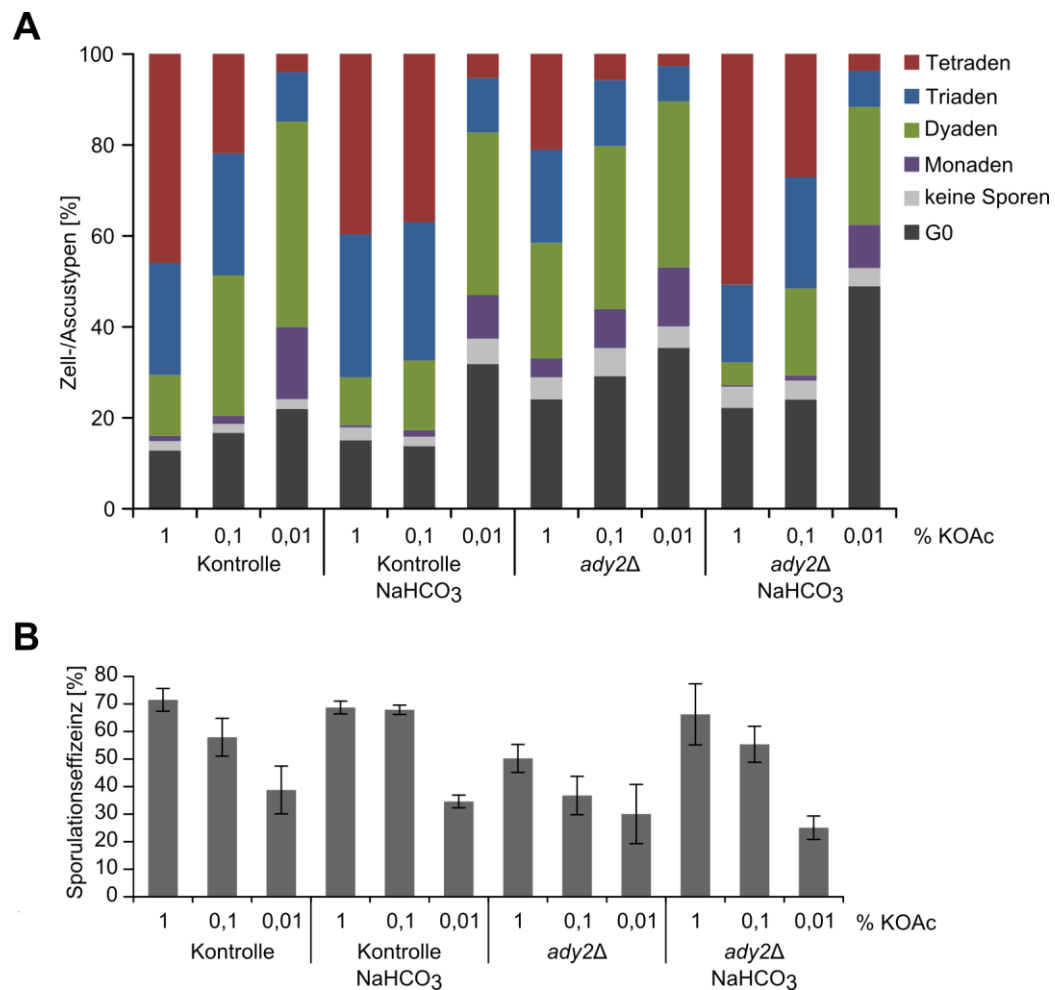 A
Zell-/Ascustypen [%]
100
80
60
40
20
0
Tetraden
Triaden
Dyaden
Monaden
keine Sporen
G0
1 0,1 0,01 1 0,1 0,01 1 0,1 0,01 1 0,1 0,01 % KOAc
Kontrolle Kontrolle ady2Δ ady2Δ
NaHCO3 NaHCO3
B
Sporulationseffizeinz [%]
80
70
60
50
40
30
20
10
0
1 0,1 0,01 1 0,1 0,01 1 0,1 0,01 1 0,1 0,01 % KOAc
Kontrolle Kontrolle ady2Δ ady2Δ
NaHCO3 NaHCO3